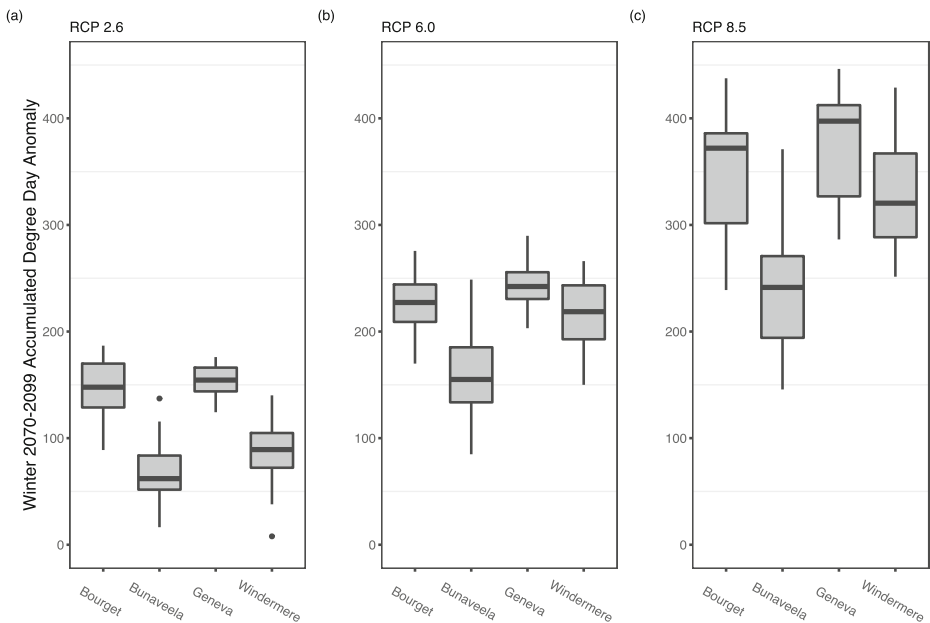 (a)
RCP 2.6
(b)
RCP 6.0
(c)
RCP 8.5
Winter 2070-2099 Accumulated Degree Day Anomaly
400
300
200
100
0
Bourget
Bunaveela
Geneva
Windermere
400
300
200
100
0
Bourget
Bunaveela
Geneva
Windermere
400
300
200
100
0
Bourget
Bunaveela
Geneva
Windermere